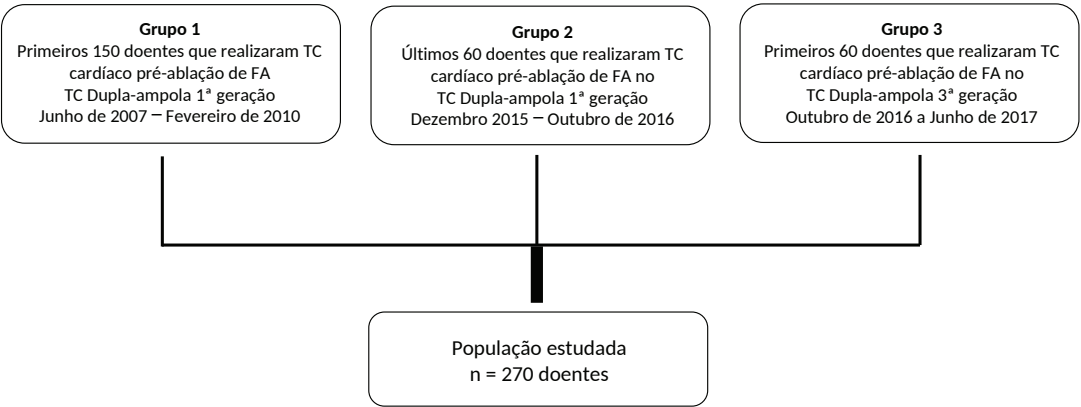 Grupo 1
Primeiros 150 doentes que realizaram TC
cardíaco pré-ablação de FA
TC Dupla-ampola 1ª geração
Junho de 2007 – Fevereiro de 2010
Grupo 2
Últimos 60 doentes que realizaram TC
cardíaco pré-ablação de FA no
TC Dupla-ampola 1ª geração
Dezembro 2015 – Outubro de 2016
Grupo 3
Primeiros 60 doentes que realizaram TC
cardíaco pré-ablação de FA no
TC Dupla-ampola 3ª geração
Outubro de 2016 a Junho de 2017
População estudada
n = 270 doentes